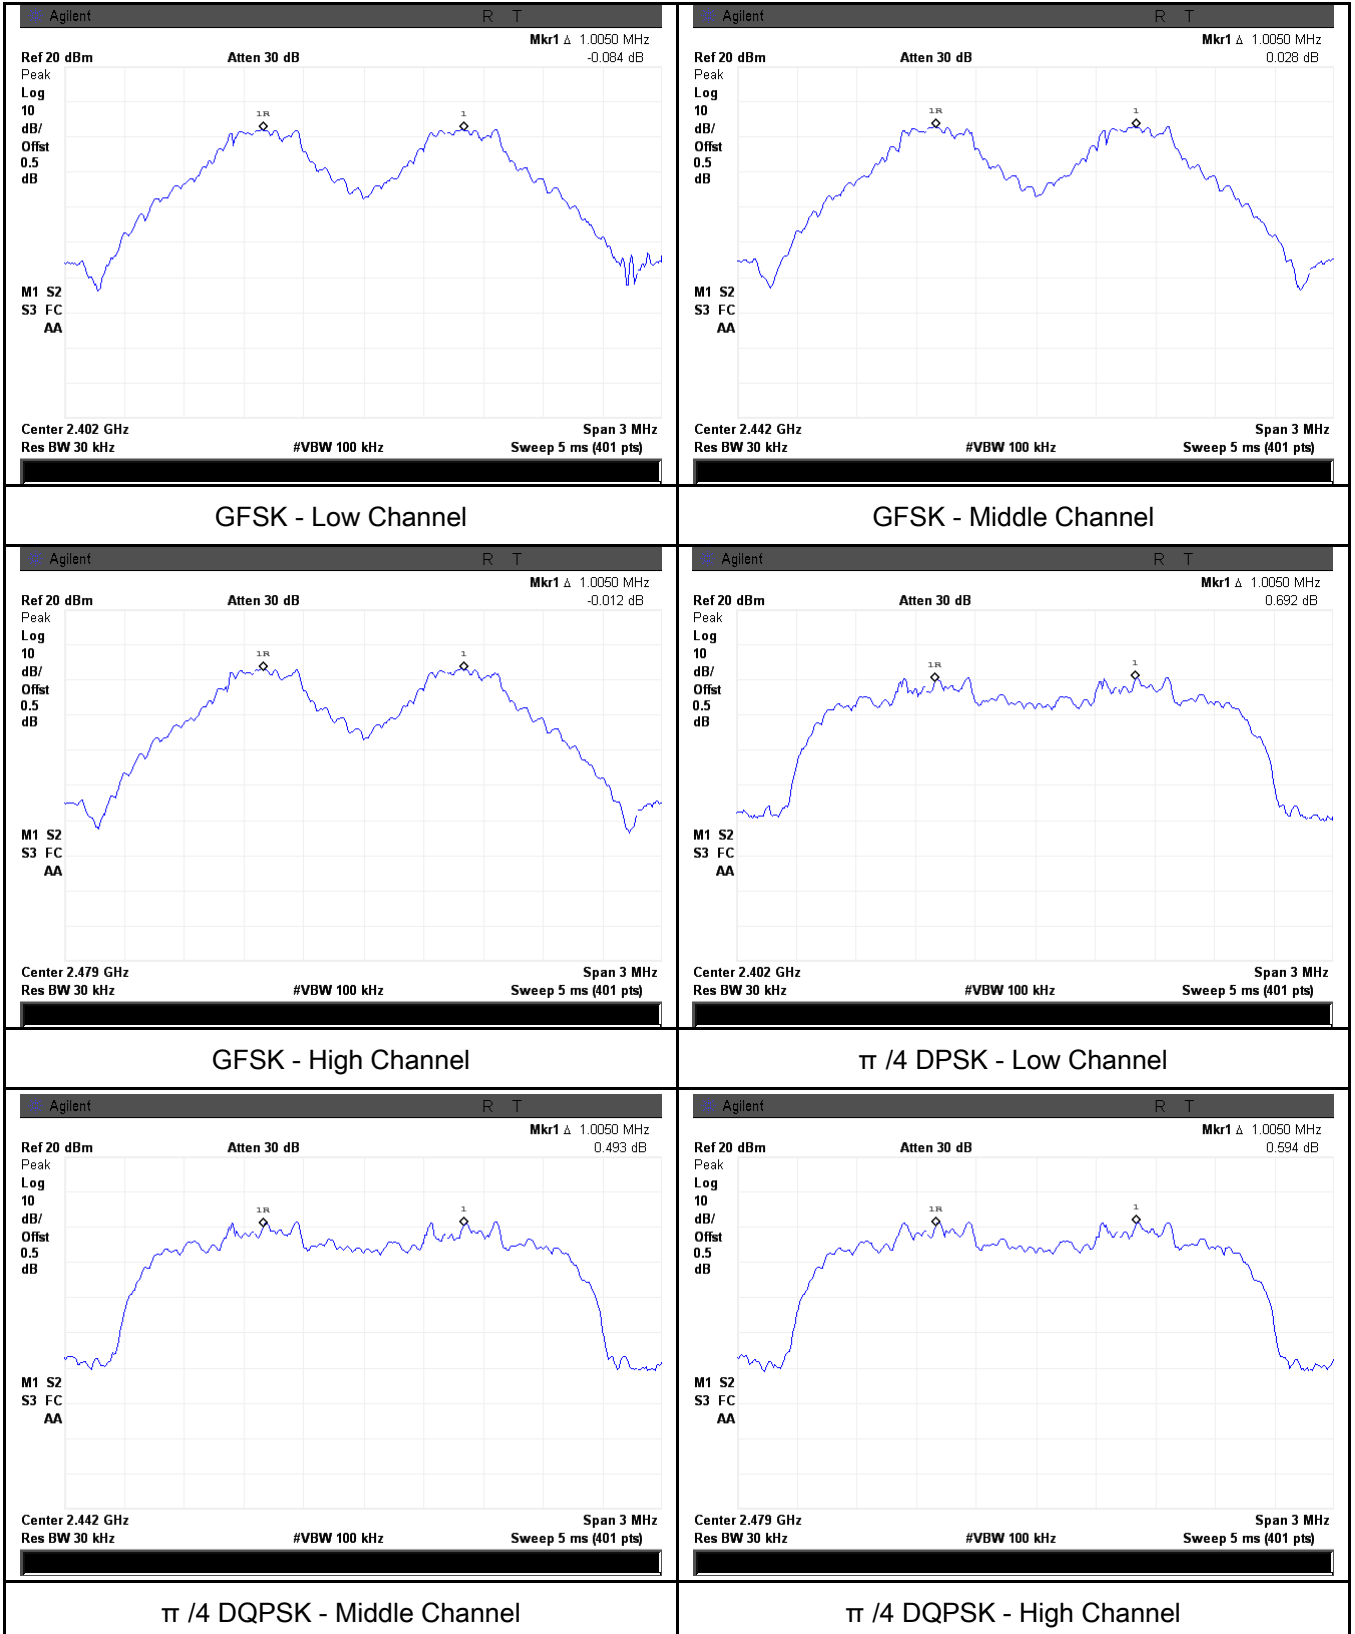 Agilent R T
Mkr1 Δ 1.0050 MHz
Ref 20 dBm Atten 30 dB -0.084 dB
Peak
Log
10
dB/
Offst
0.5
dB
1R 1
M1 S2
S3 FC
AA
Center 2.402 GHz Span 3 MHz
Res BW 30 kHz #VBW 100 kHz Sweep 5 ms (401 pts)
GFSK - Low Channel
Agilent R T
Mkr1 Δ 1.0050 MHz
Ref 20 dBm Atten 30 dB 0.028 dB
Peak
Log
10
dB/
Offst
0.5
dB
1R 1
M1 S2
S3 FC
AA
Center 2.442 GHz Span 3 MHz
Res BW 30 kHz #VBW 100 kHz Sweep 5 ms (401 pts)
GFSK - Middle Channel
Agilent R T
Mkr1 Δ 1.0050 MHz
Ref 20 dBm Atten 30 dB -0.012 dB
Peak
Log
10
dB/
Offst
0.5
dB
1R 1
M1 S2
S3 FC
AA
Center 2.479 GHz Span 3 MHz
Res BW 30 kHz #VBW 100 kHz Sweep 5 ms (401 pts)
GFSK - High Channel
Agilent R T
Mkr1 Δ 1.0050 MHz
Ref 20 dBm Atten 30 dB 0.692 dB
Peak
Log
10
dB/
Offst
0.5
dB
1R 1
M1 S2
S3 FC
AA
Center 2.402 GHz Span 3 MHz
Res BW 30 kHz #VBW 100 kHz Sweep 5 ms (401 pts)
π /4 DPSK - Low Channel
Agilent R T
Mkr1 Δ 1.0050 MHz
Ref 20 dBm Atten 30 dB 0.493 dB
Peak
Log
10
dB/
Offst
0.5
dB
1R 1
M1 S2
S3 FC
AA
Center 2.442 GHz Span 3 MHz
Res BW 30 kHz #VBW 100 kHz Sweep 5 ms (401 pts)
π /4 DQPSK - Middle Channel
Agilent R T
Mkr1 Δ 1.0050 MHz
Ref 20 dBm Atten 30 dB 0.594 dB
Peak
Log
10
dB/
Offst
0.5
dB
1R 1
M1 S2
S3 FC
AA
Center 2.479 GHz Span 3 MHz
Res BW 30 kHz #VBW 100 kHz Sweep 5 ms (401 pts)
π /4 DQPSK - High Channel